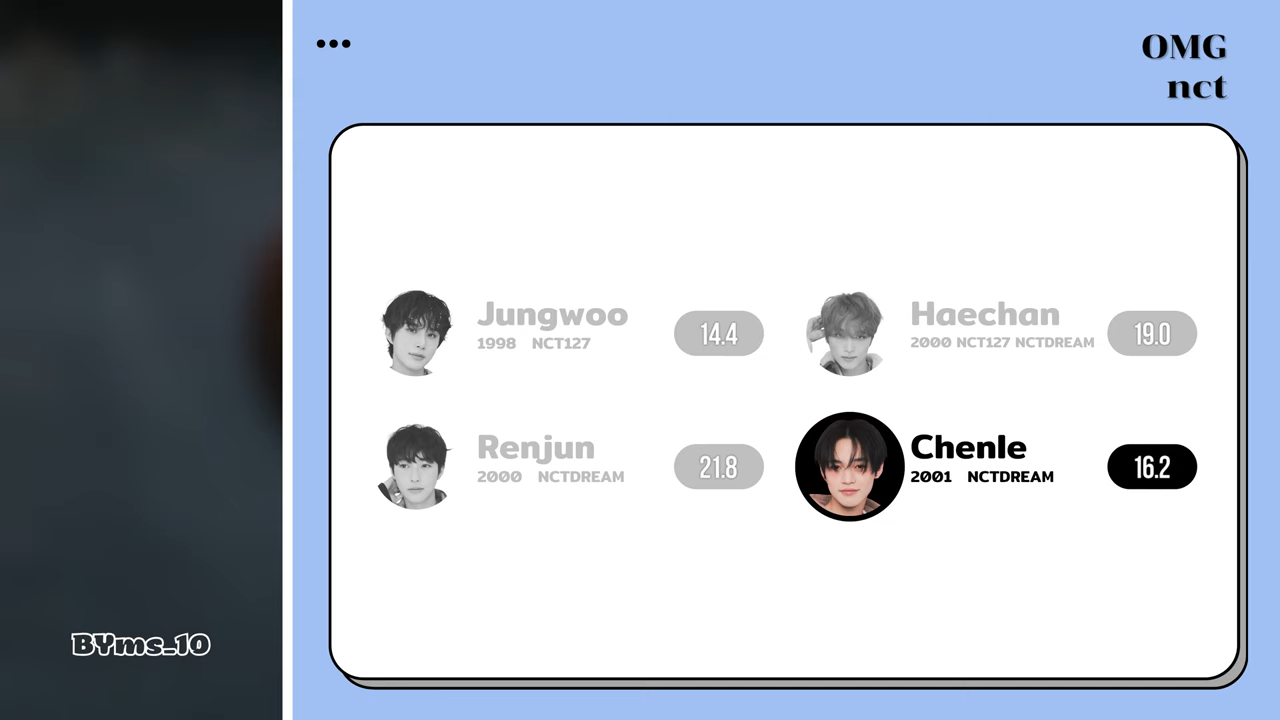 OMG
nct
Jungwoo
1998 NCT127
14.4
Haechan
2000 NCT127 NCTDREAM
19.0
Renjun
2000 NCTDREAM
21.8
Chenle
2001 NCTDREAM
16.2
BYms_10